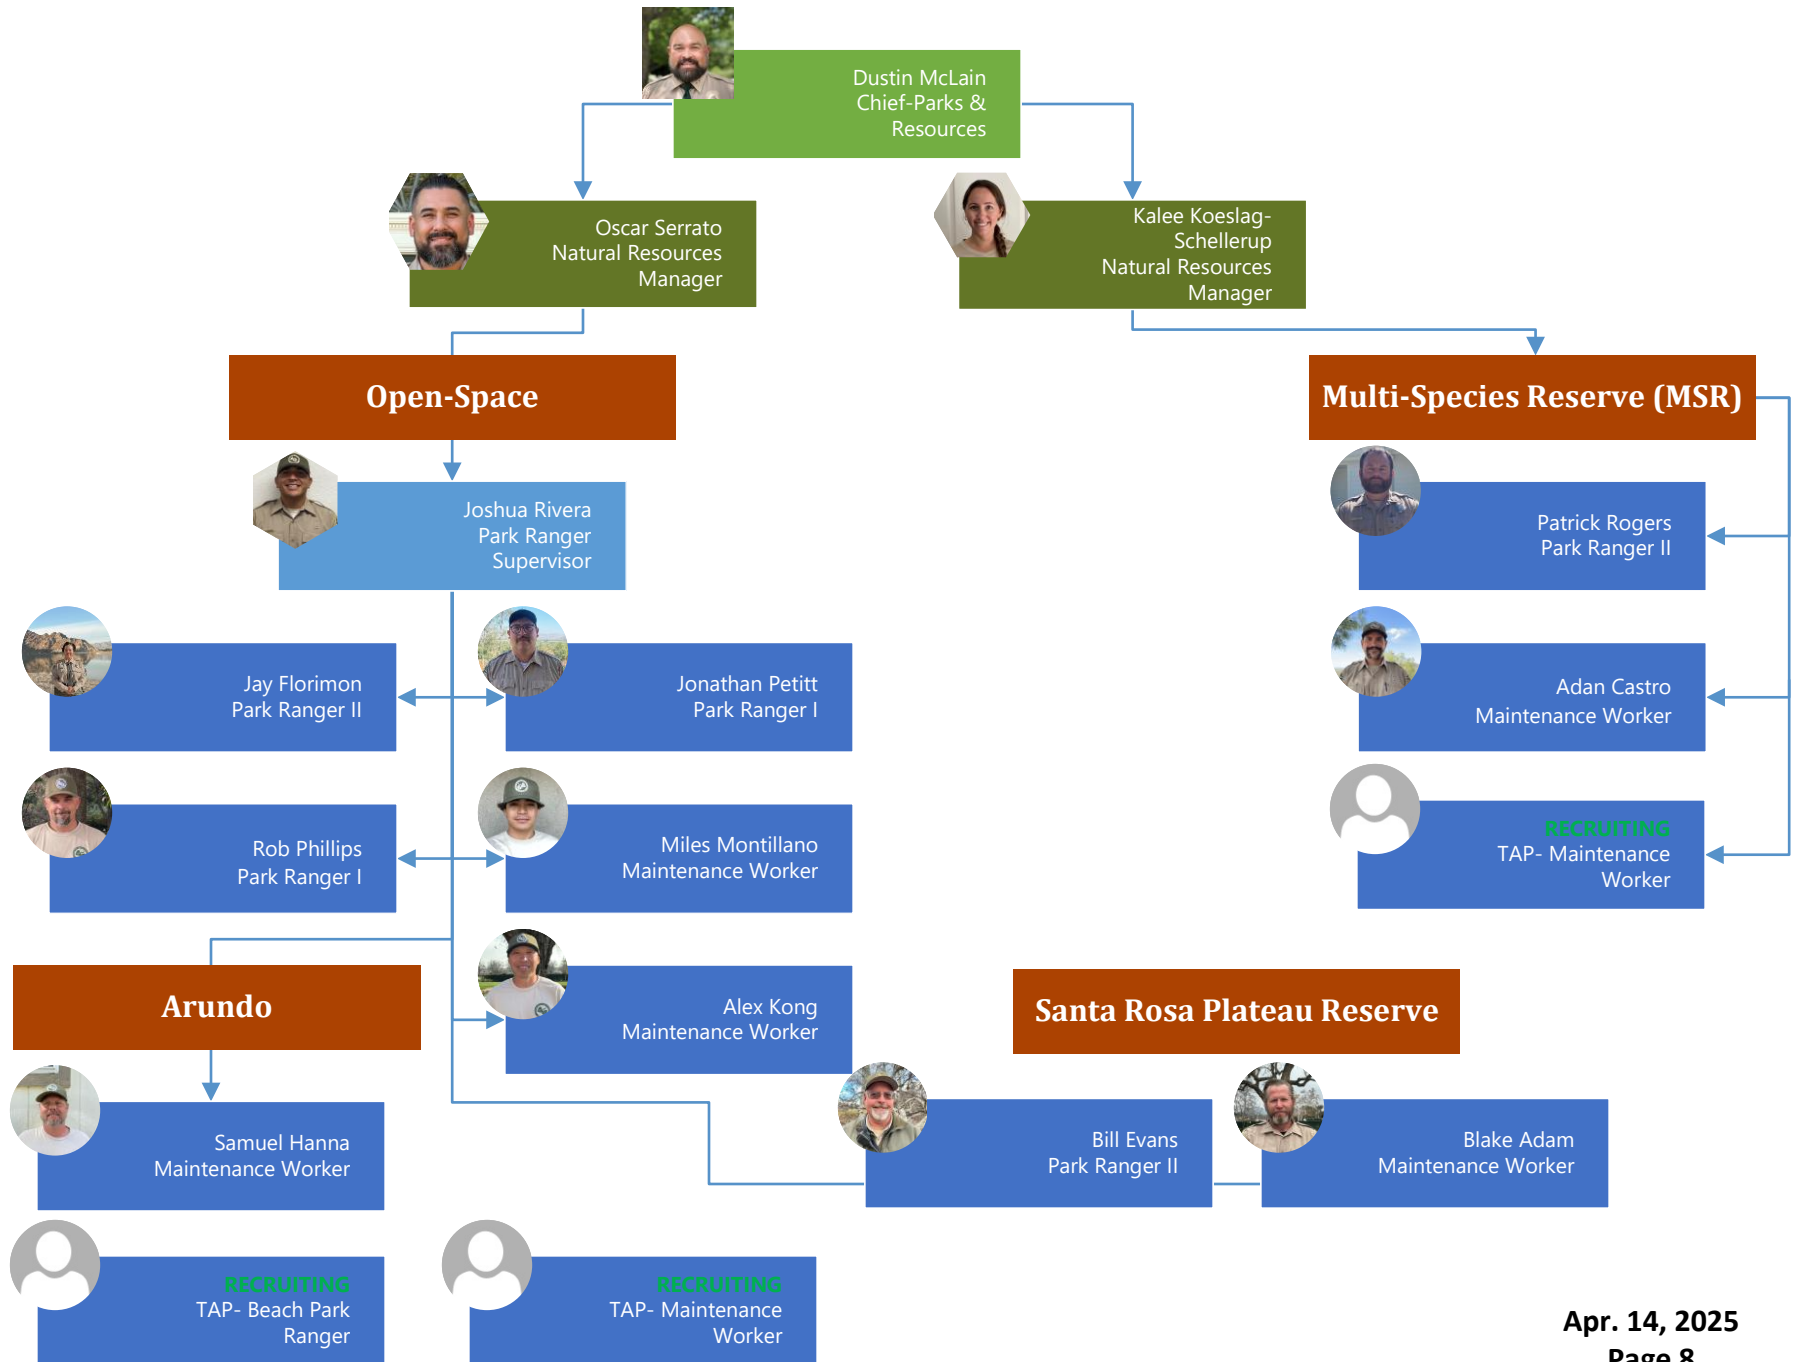 Dustin McLain
Chief-Parks &
Resources
Oscar Serrato
Natural Resources
Manager
Kalee Koeslag-
Schellerup
Natural Resources
Manager
Open-Space
Multi-Species Reserve (MSR)
Joshua Rivera
Park Ranger
Supervisor
Patrick Rogers
Park Ranger II
Jay Florimon
Park Ranger II
Jonathan Petitt
Park Ranger I
Adan Castro
Maintenance Worker
Rob Phillips
Park Ranger I
Miles Montillano
Maintenance Worker
RECRUITING
TAP- Maintenance
Worker
Arundo
Alex Kong
Maintenance Worker
Santa Rosa Plateau Reserve
Samuel Hanna
Maintenance Worker
Bill Evans
Park Ranger II
Blake Adam
Maintenance Worker
RECRUITING
TAP- Beach Park
Ranger
RECRUITING
TAP- Maintenance
Worker
Apr. 14, 2025
Page 8